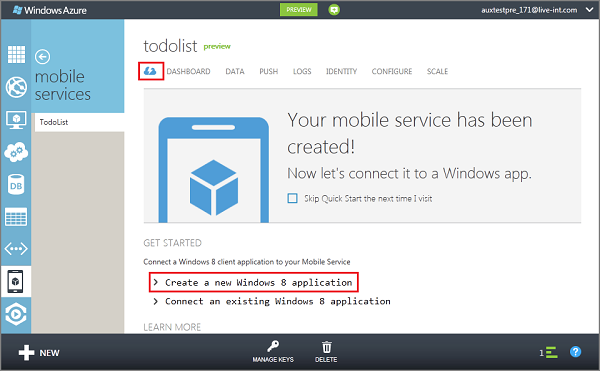 Windows Azure
PREVIEW
auxtestpre_171@live-int.com
mobile
services
TodoList
DB
todolist preview
DASHBOARD DATA PUSH LOGS IDENTITY CONFIGURE SCALE
Your mobile service has been
created!
Now let's connect it to a Windows app.
Skip Quick Start the next time I visit
GET STARTED
Connect a Windows 8 client application to your Mobile Service
Create a new Windows 8 application
Connect an existing Windows 8 application
LEARN MORE
NEW
MANAGE KEYS
DELETE
1
?